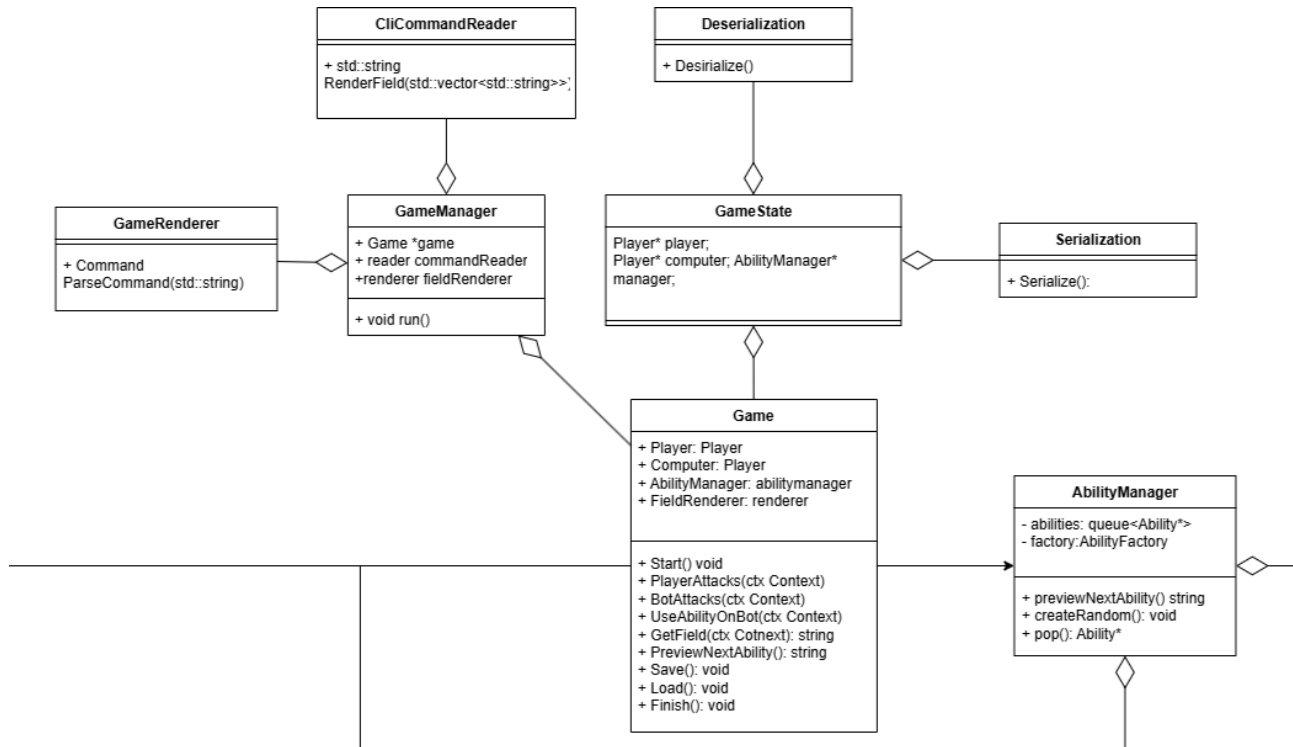 CliCommandReader
+ std::string
RenderField(std::vector<std::string>>)
Deserialization
+ Desirialize()
GameRenderer
+ Command
ParseCommand(std::string)
GameManager
+ Game *game
+ reader commandReader
+renderer fieldRenderer
+ void run()
GameState
Player* player;
Player* computer; AbilityManager*
manager;
Serialization
+ Serialize():
Game
+ Player: Player
+ Computer: Player
+ AbilityManager: abilitymanager
+ FieldRenderer: renderer
+ Start() void
+ PlayerAttacks(ctx Context)
+ BotAttacks(ctx Context)
+ UseAbilityOnBot(ctx Context)
+ GetField(ctx Cotnext): string
+ PreviewNextAbility(): string
+ Save(): void
+ Load(): void
+ Finish(): void
AbilityManager
- abilities: queue<Ability*>
- factory:AbilityFactory
+ previewNextAbility() string
+ createRandom(): void
+ pop(): Ability*